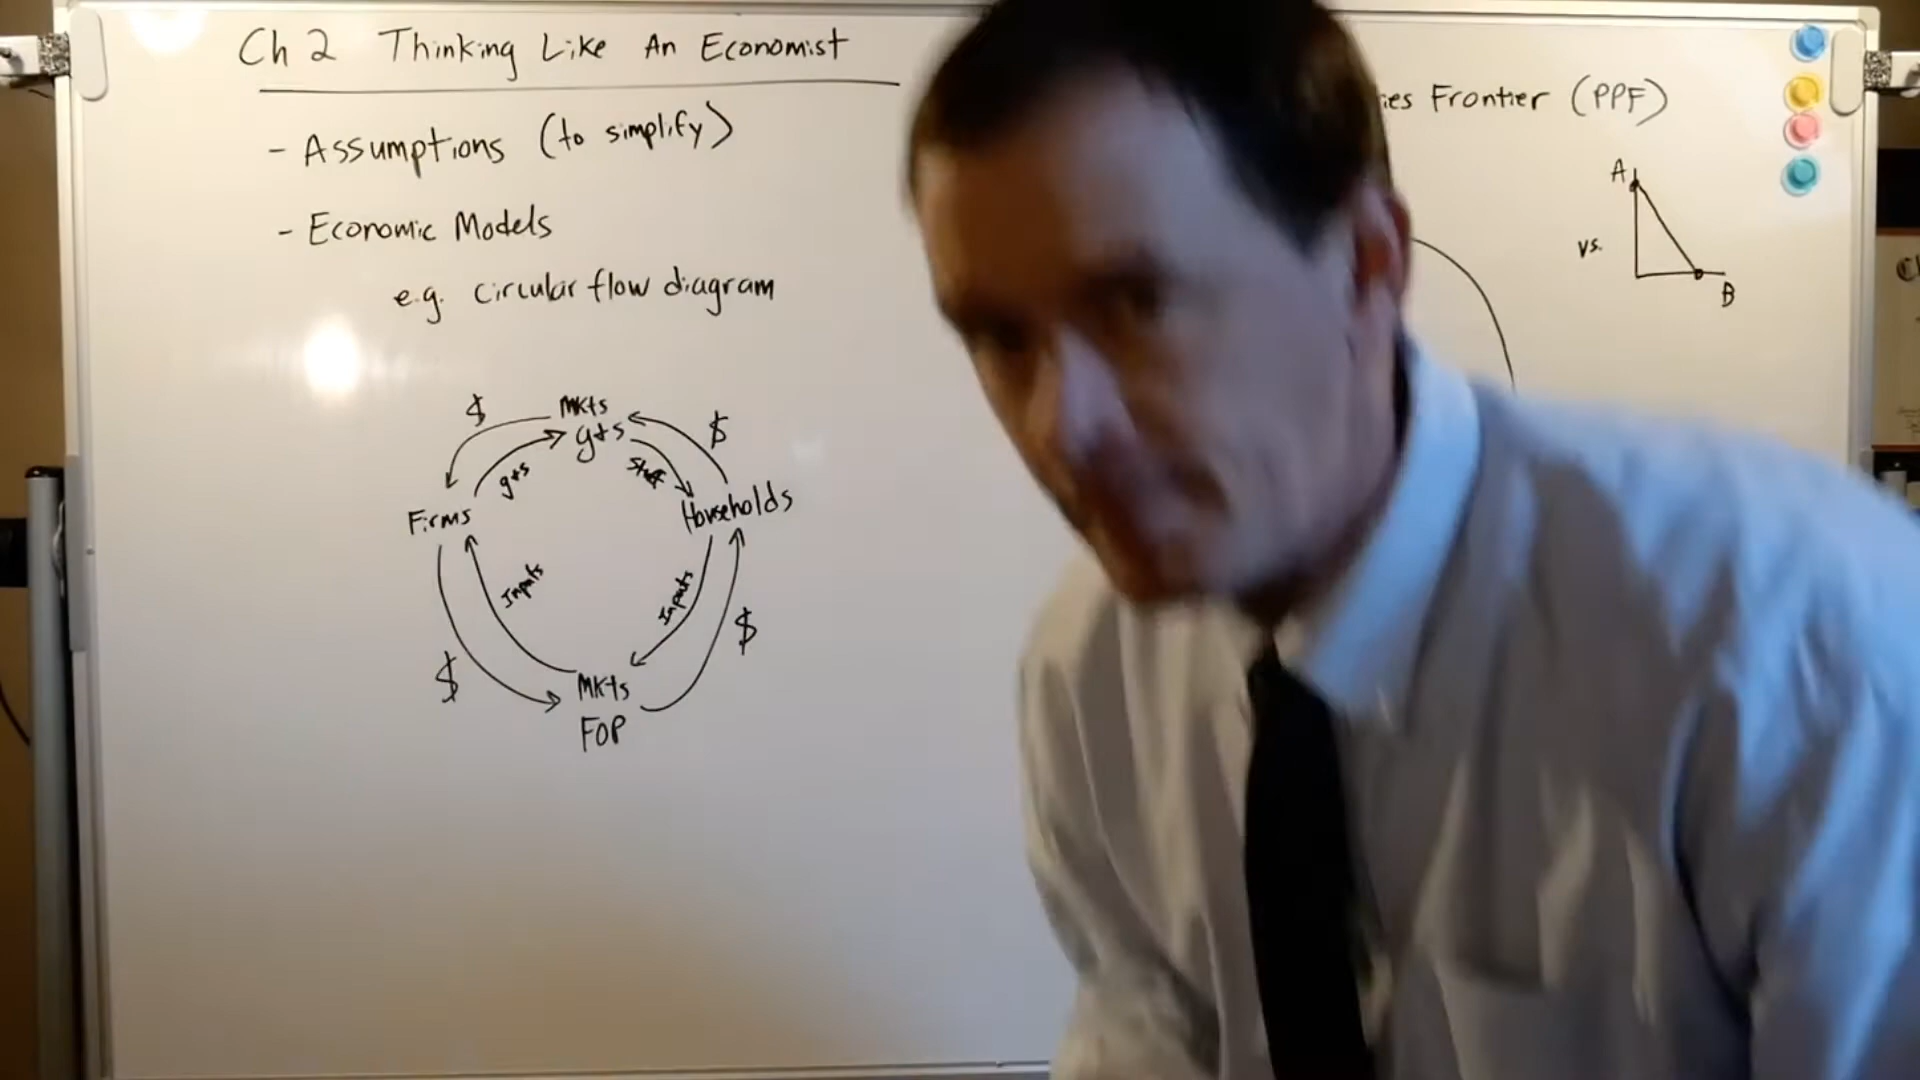 Ch 2 Thinking Like An Economist
- Assumptions (to simplify)
- Economic Models
e.g. circular flow diagram
$
Mkts
g+s
$
g+s
Stuff
Firms
Households
Inputs
Inputs
$
$
Mkts
FOP
Frontier (PPF)
A
vs.
B